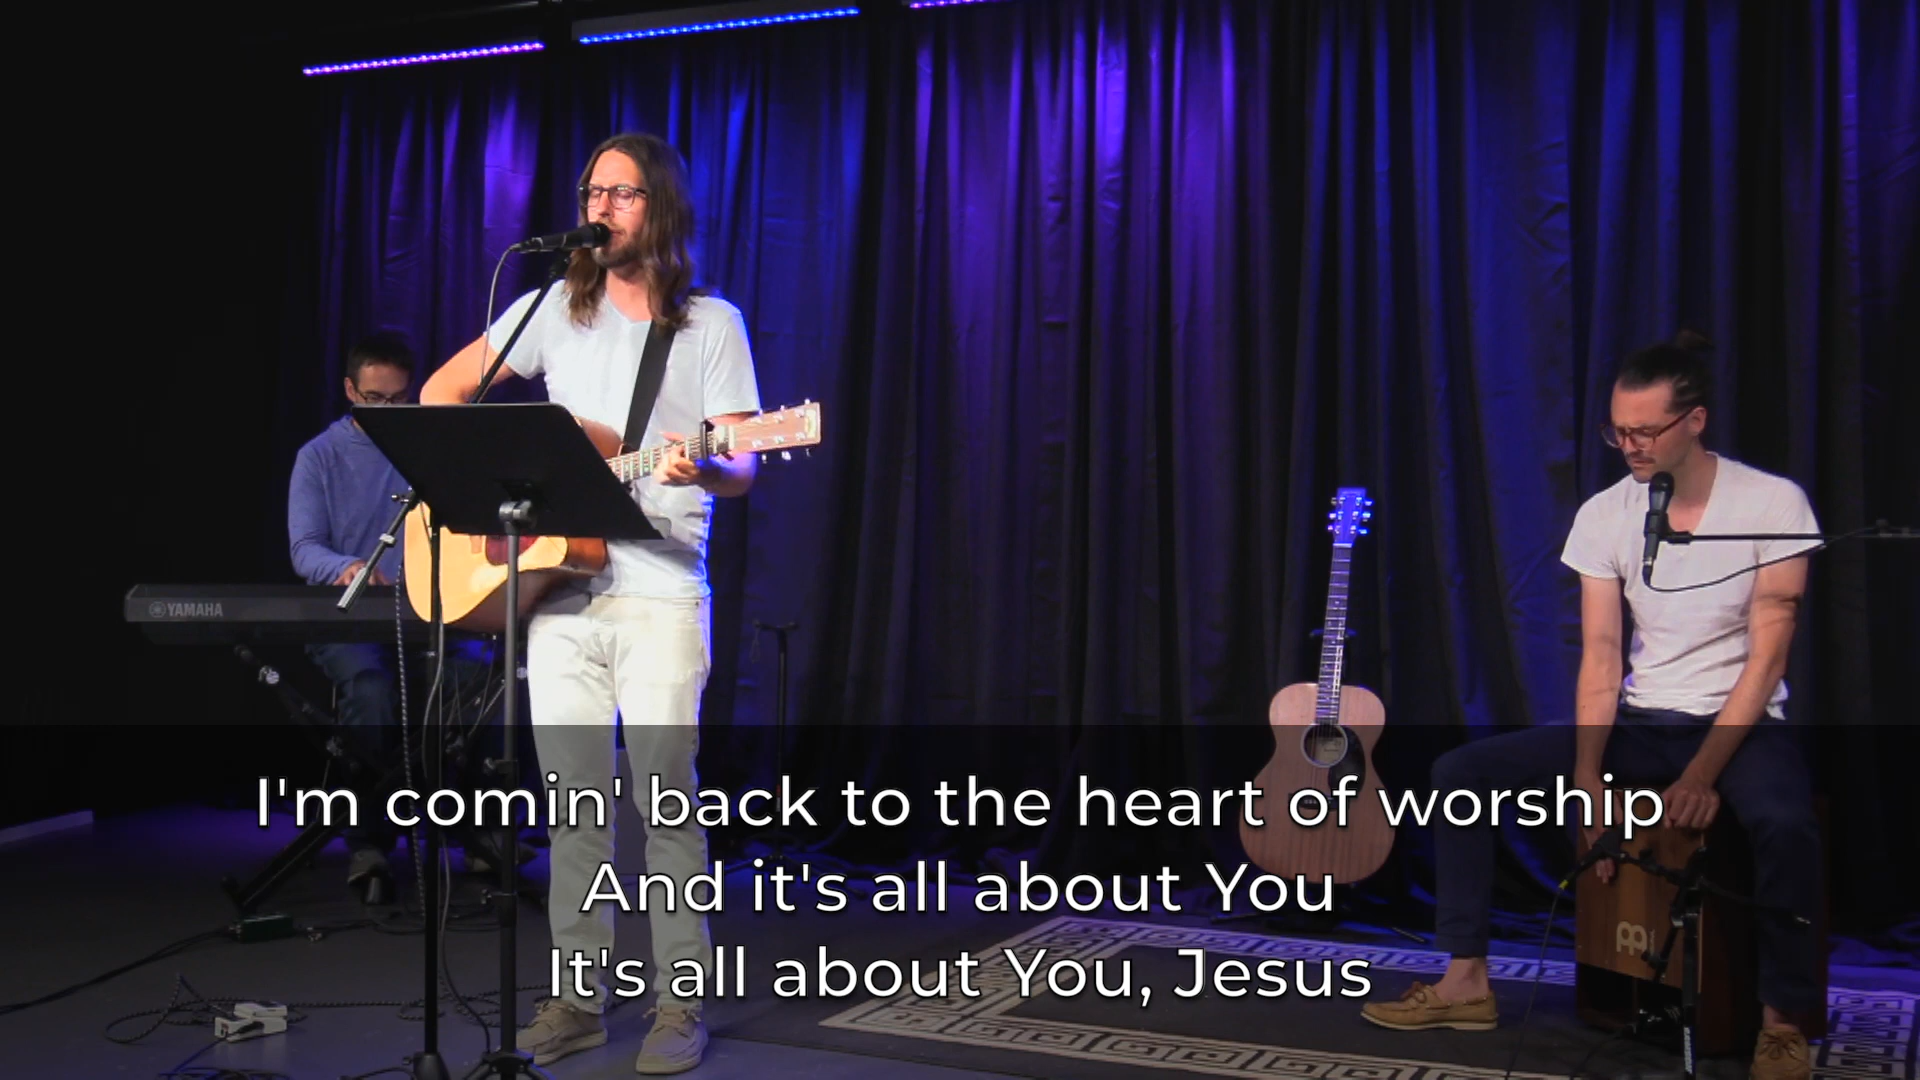 YAMAHA
I'm comin' back to the heart of worship
And it's all about You
It's all about You, Jesus